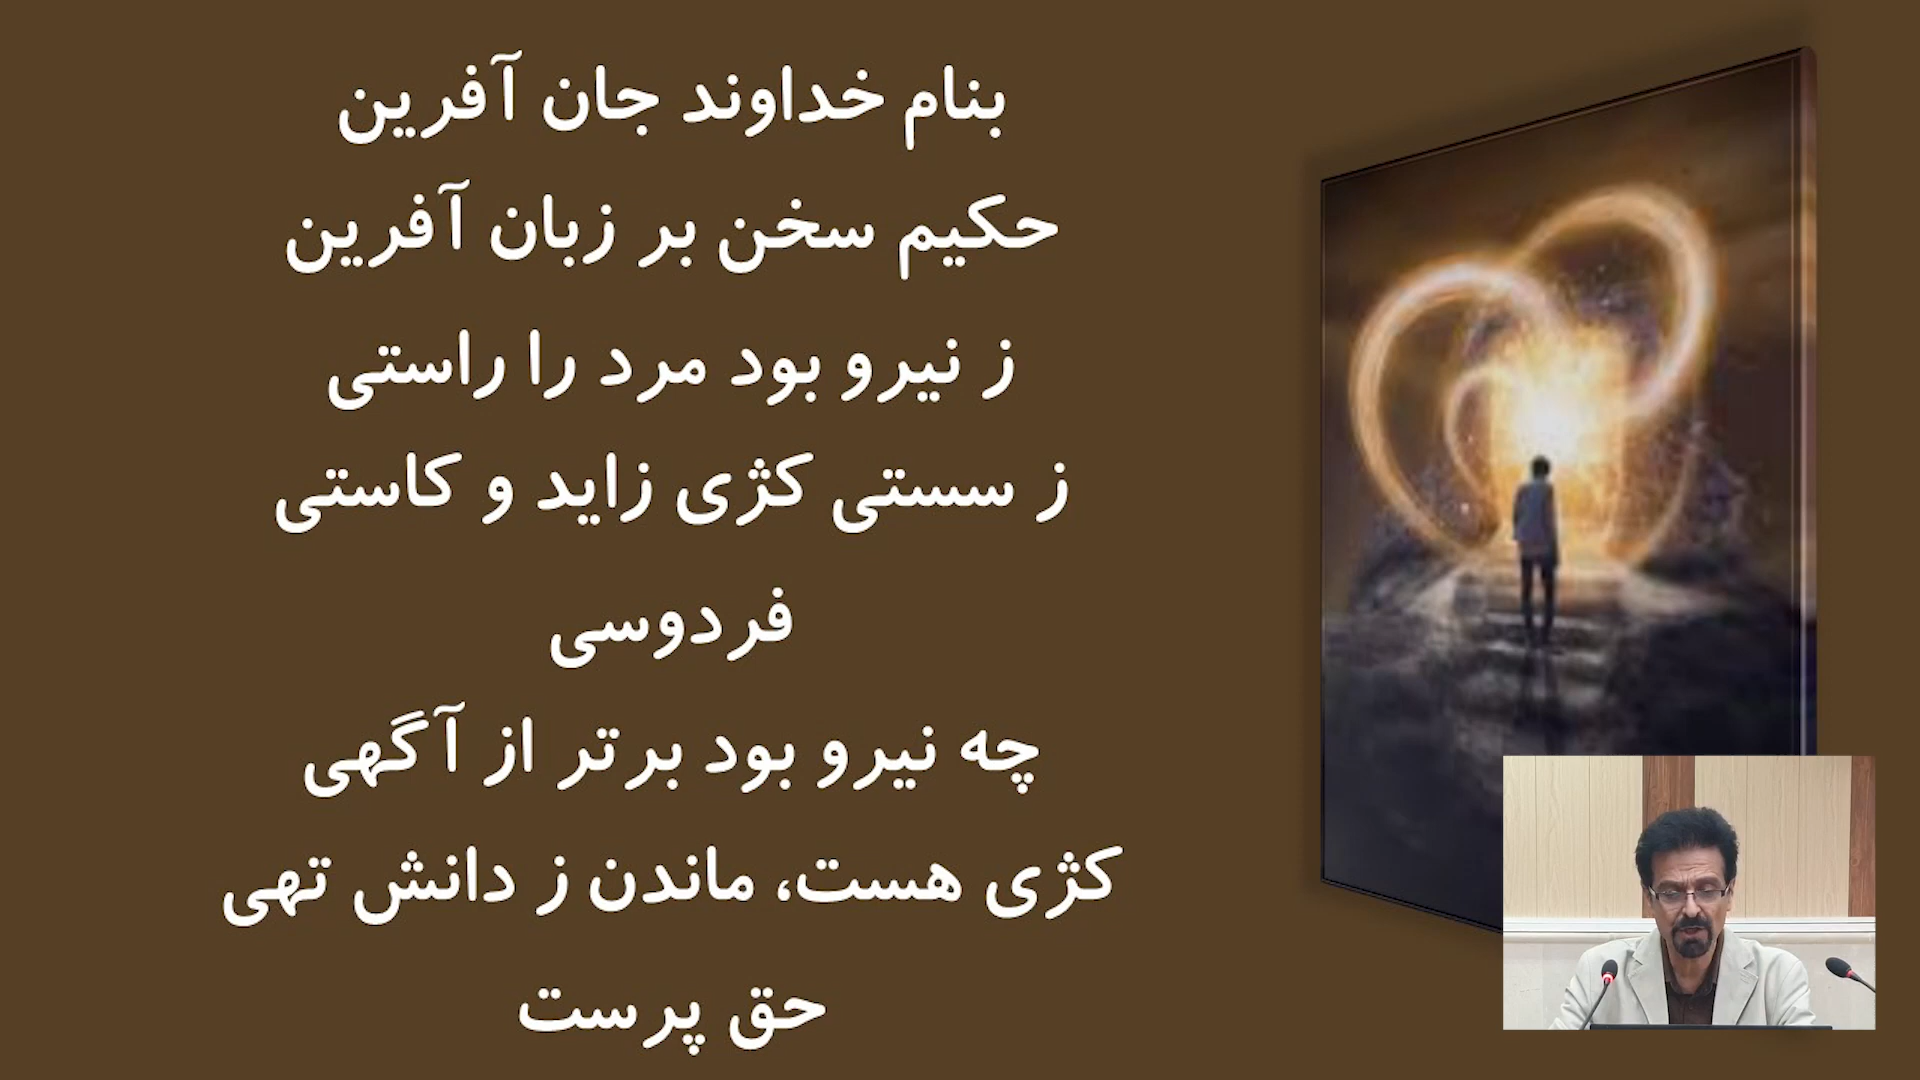 بنام خداوند جان آفرین
حکیم سخن بر زبان آفرین
ز نیرو بود مرد را راستی
ز سستی کژی زاید و کاستی
فردوسی
چه نیرو بود برتر از آگهی
کژی هست، ماندن ز دانش تهی
حق پرست